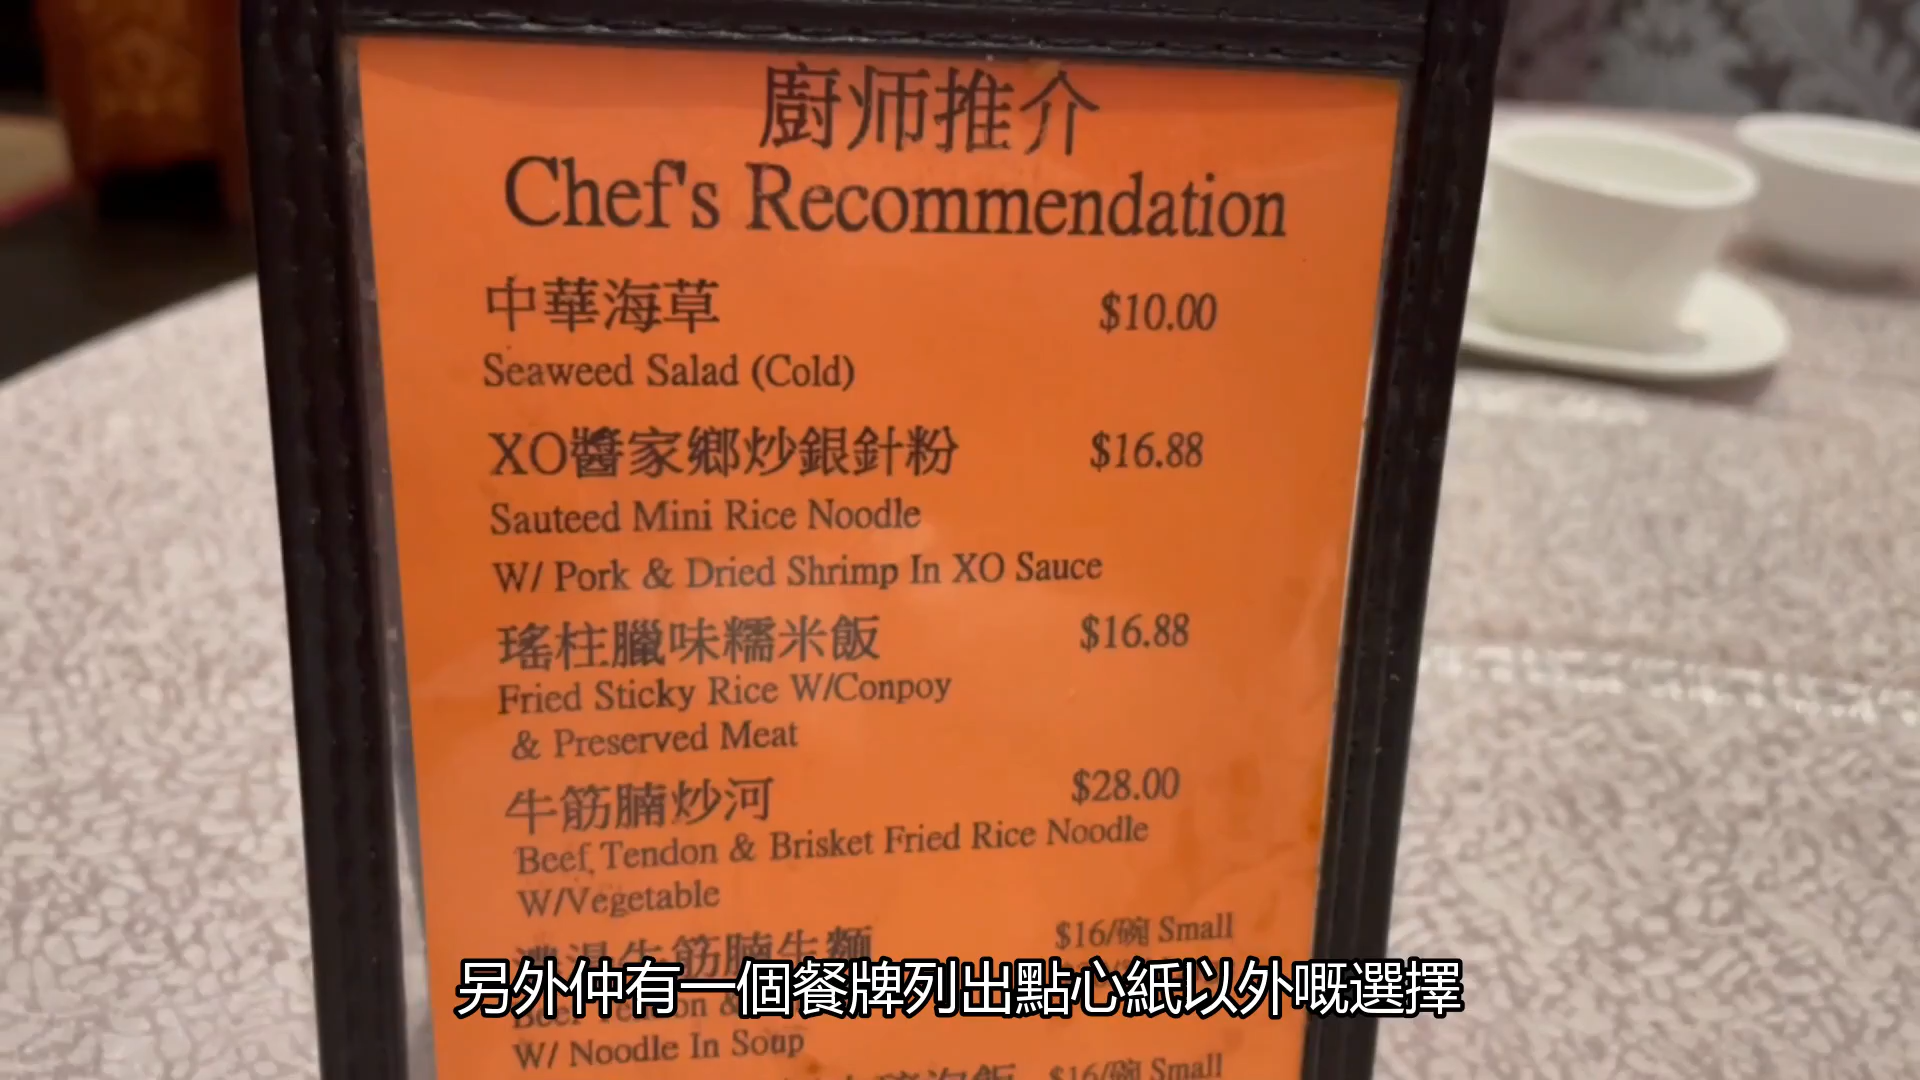 廚师推介
Chef's Recommendation
中華海草 $10.00
Seaweed Salad (Cold)
XO醬家鄉炒銀針粉 $16.88
Sauteed Mini Rice Noodle
W/ Pork & Dried Shrimp In XO Sauce
瑤柱臘味糯米飯 $16.88
Fried Sticky Rice W/Conpoy
& Preserved Meat
牛筋腩炒河 $28.00
Beef, Tendon & Brisket Fried Rice Noodle
W/Vegetable
牛筋腩生麵 $16/碗 Small
另外仲有一個餐牌列出點心紙以外嘅選擇
Beef Tendon &
W/ Noodle In Soup
泡飯 $16/碗 Small